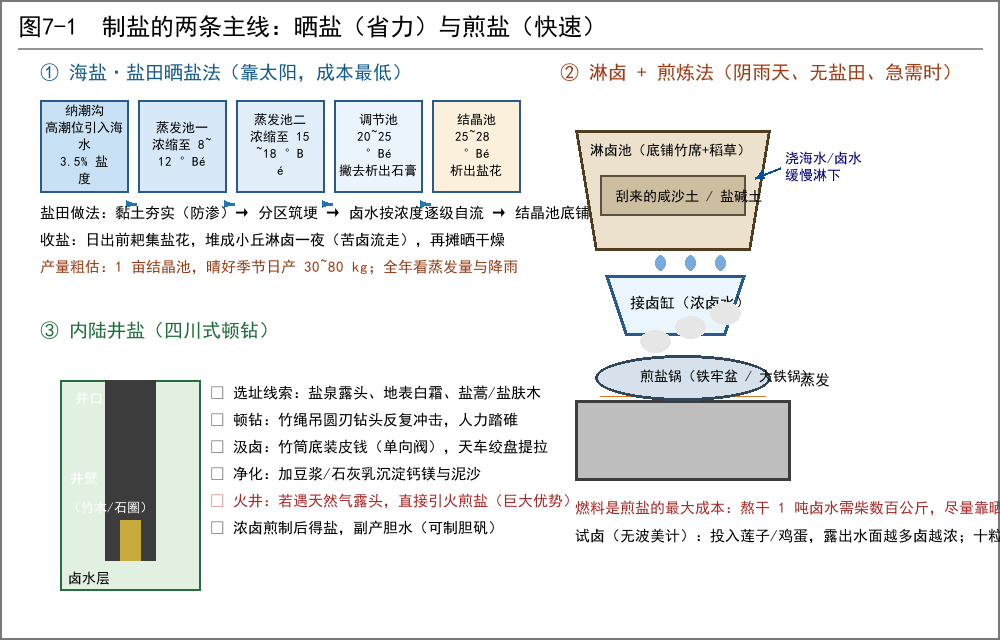 图7-1 制盐的两条主线：晒盐（省力）与煎盐（快速）
① 海盐·盐田晒盐法（靠太阳，成本最低）
纳潮沟
高潮位引入海
水
3.5% 盐
度
蒸发池一
浓缩至 8~
12 °Bé
蒸发池二
浓缩至 15
~18 °B
é
调节池
20~25
°Bé
撇去析出石膏
结晶池
25~28
°Bé
析出盐花
盐田做法：黏土夯实（防渗）→ 分区筑埂 → 卤水按浓度逐级自流 → 结晶池底铺
收盐：日出前耙集盐花，堆成小丘淋卤一夜（苦卤流走），再摊晒干燥
产量粗估：1 亩结晶池，晴好季节日产 30~80 kg；全年看蒸发量与降雨
② 淋卤 + 煎炼法（阴雨天、无盐田、急需时）
淋卤池（底铺竹席+稻草）
刮来的咸沙土 / 盐碱土
浇海水/卤水
缓慢淋下
接卤缸（浓卤水）
煎盐锅（铁牢盆 / 大铁锅）
蒸发
燃料是煎盐的最大成本：熬干 1 吨卤水需柴数百公斤，尽量靠晒
试卤（无波美计）：投入莲子/鸡蛋，露出水面越多卤越浓；十粒
③ 内陆井盐（四川式顿钻）
井口
井壁
（竹木/石圈）
卤水层
□ 选址线索：盐泉露头、地表白霜、盐蒿/盐肤木
□ 顿钻：竹绳吊圆刃钻头反复冲击，人力踏碓
□ 汲卤：竹筒底装皮钱（单向阀），天车绞盘提拉
□ 净化：加豆浆/石灰乳沉淀钙镁与泥沙
□ 火井：若遇天然气露头，直接引火煎盐（巨大优势）
□ 浓卤煎制后得盐，副产胆水（可制胆矾）